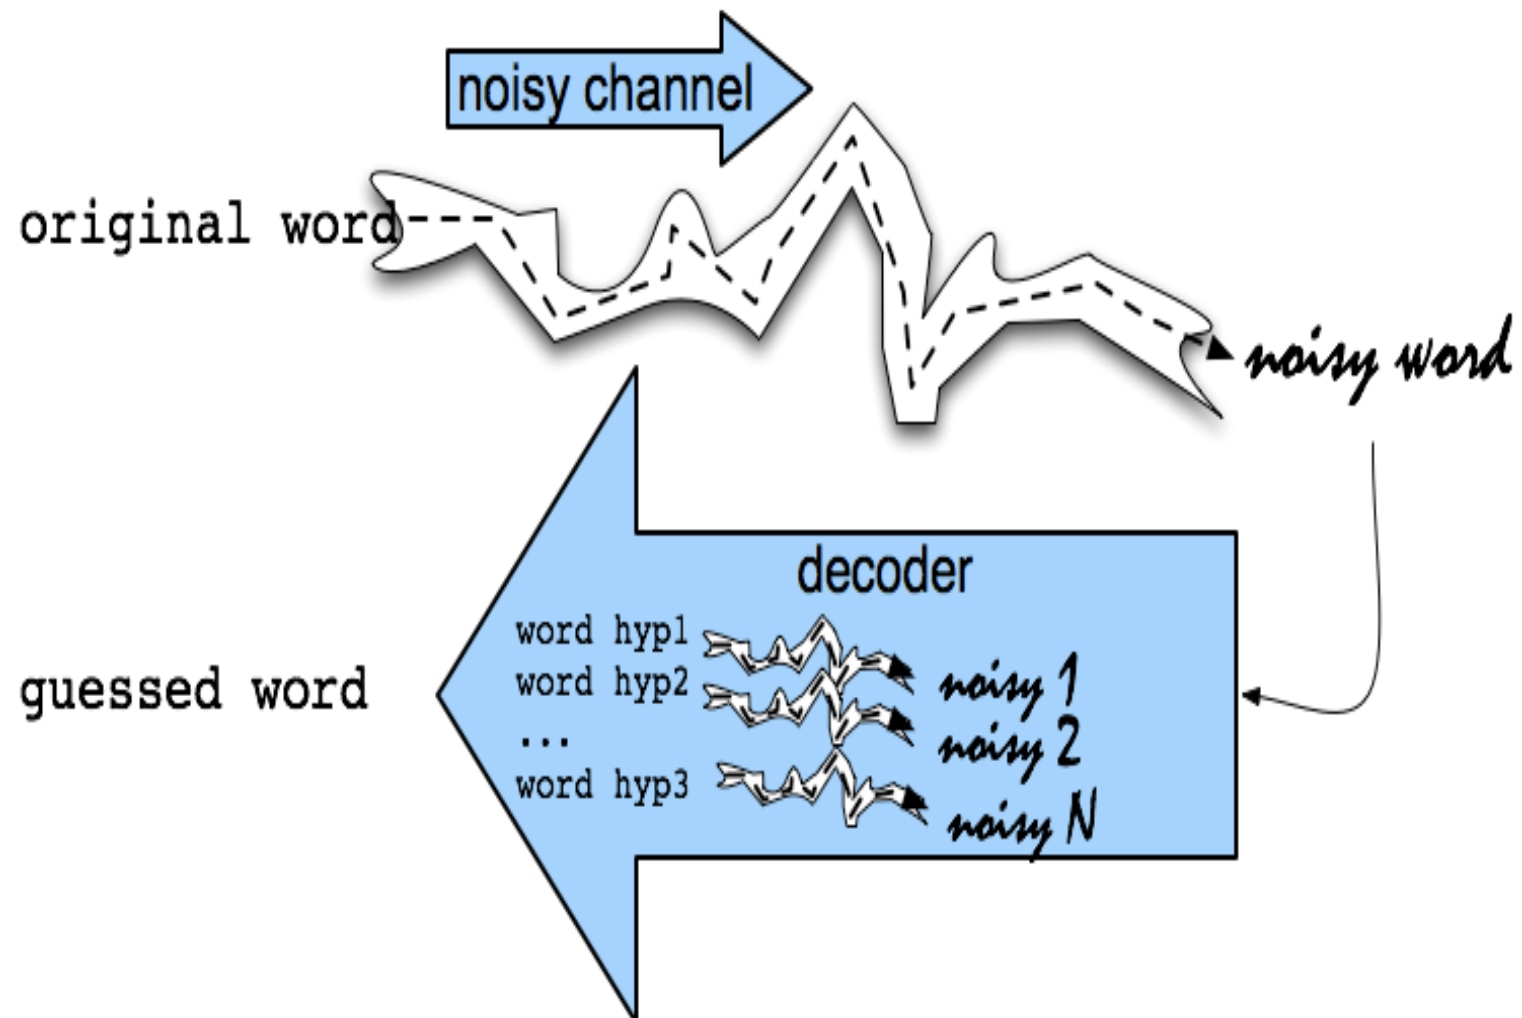 noisy channel
original word
noisy word
decoder
word hyp1
noisy 1
word hyp2
noisy 2
...
word hyp3
noisy N
guessed word